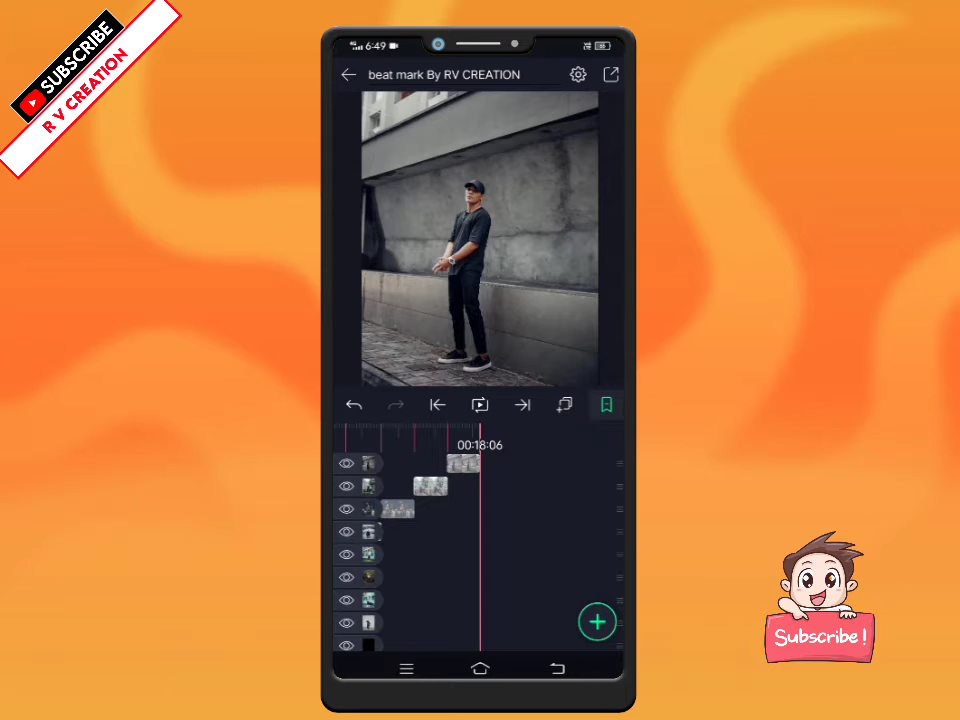 SUBSCRIBE
R V CREATION
6:49
beat mark By RV CREATION
00:18:06
Subscribe!